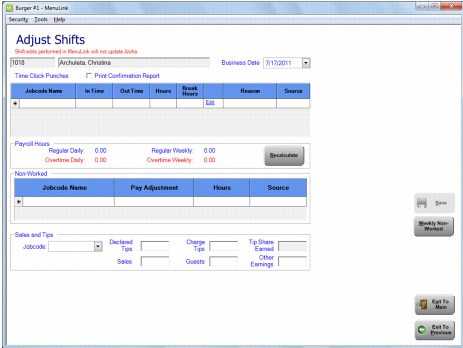 Burger #1 - MenuLink
Security Tools Help
Adjust Shifts
Shift edits performed in MenuLink will not update Aloha
1018 Archuleta, Christina Business Date 7/17/2011
Time Clock Punches Print Confirmation Report
Jobcode Name In Time Out Time Hours Break Hours Reason Source
Edit
Payroll Hours
Regular Daily: 0.00 Regular Weekly: 0.00
Overtime Daily: 0.00 Overtime Weekly: 0.00
Recalculate
Non-Worked
Jobcode Name Pay Adjustment Hours Source
Save
Weekly Non-Worked
Sales and Tips
Jobcode: Declared Tips Charge Tips Tip Share Earned
Sales Guests Other Earnings
Exit To Main
Exit To Previous